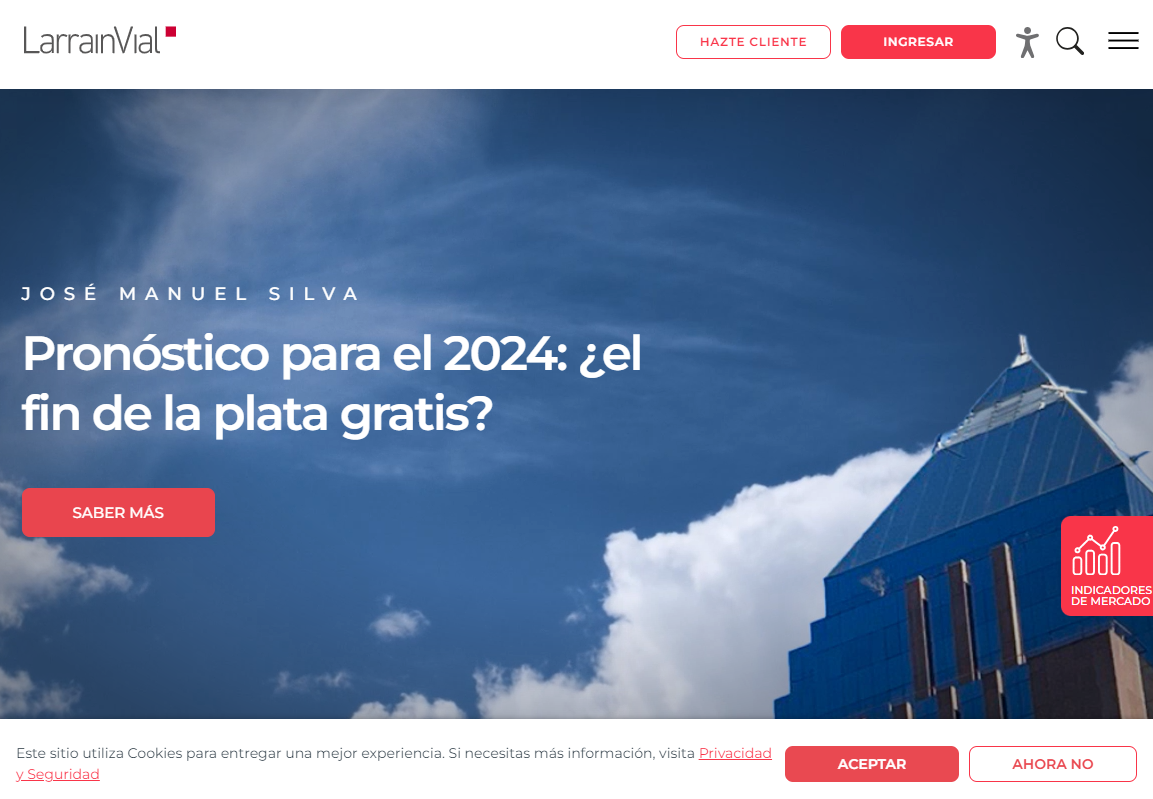 LarrainVial
HAZTE CLIENTE
INGRESAR
JOSÉ MANUEL SILVA
Pronóstico para el 2024: ¿el
fin de la plata gratis?
SABER MÁS
INDICADORES
DE MERCADO
Este sitio utiliza Cookies para entregar una mejor experiencia. Si necesitas más información, visita Privacidad
y Seguridad
ACEPTAR
AHORA NO